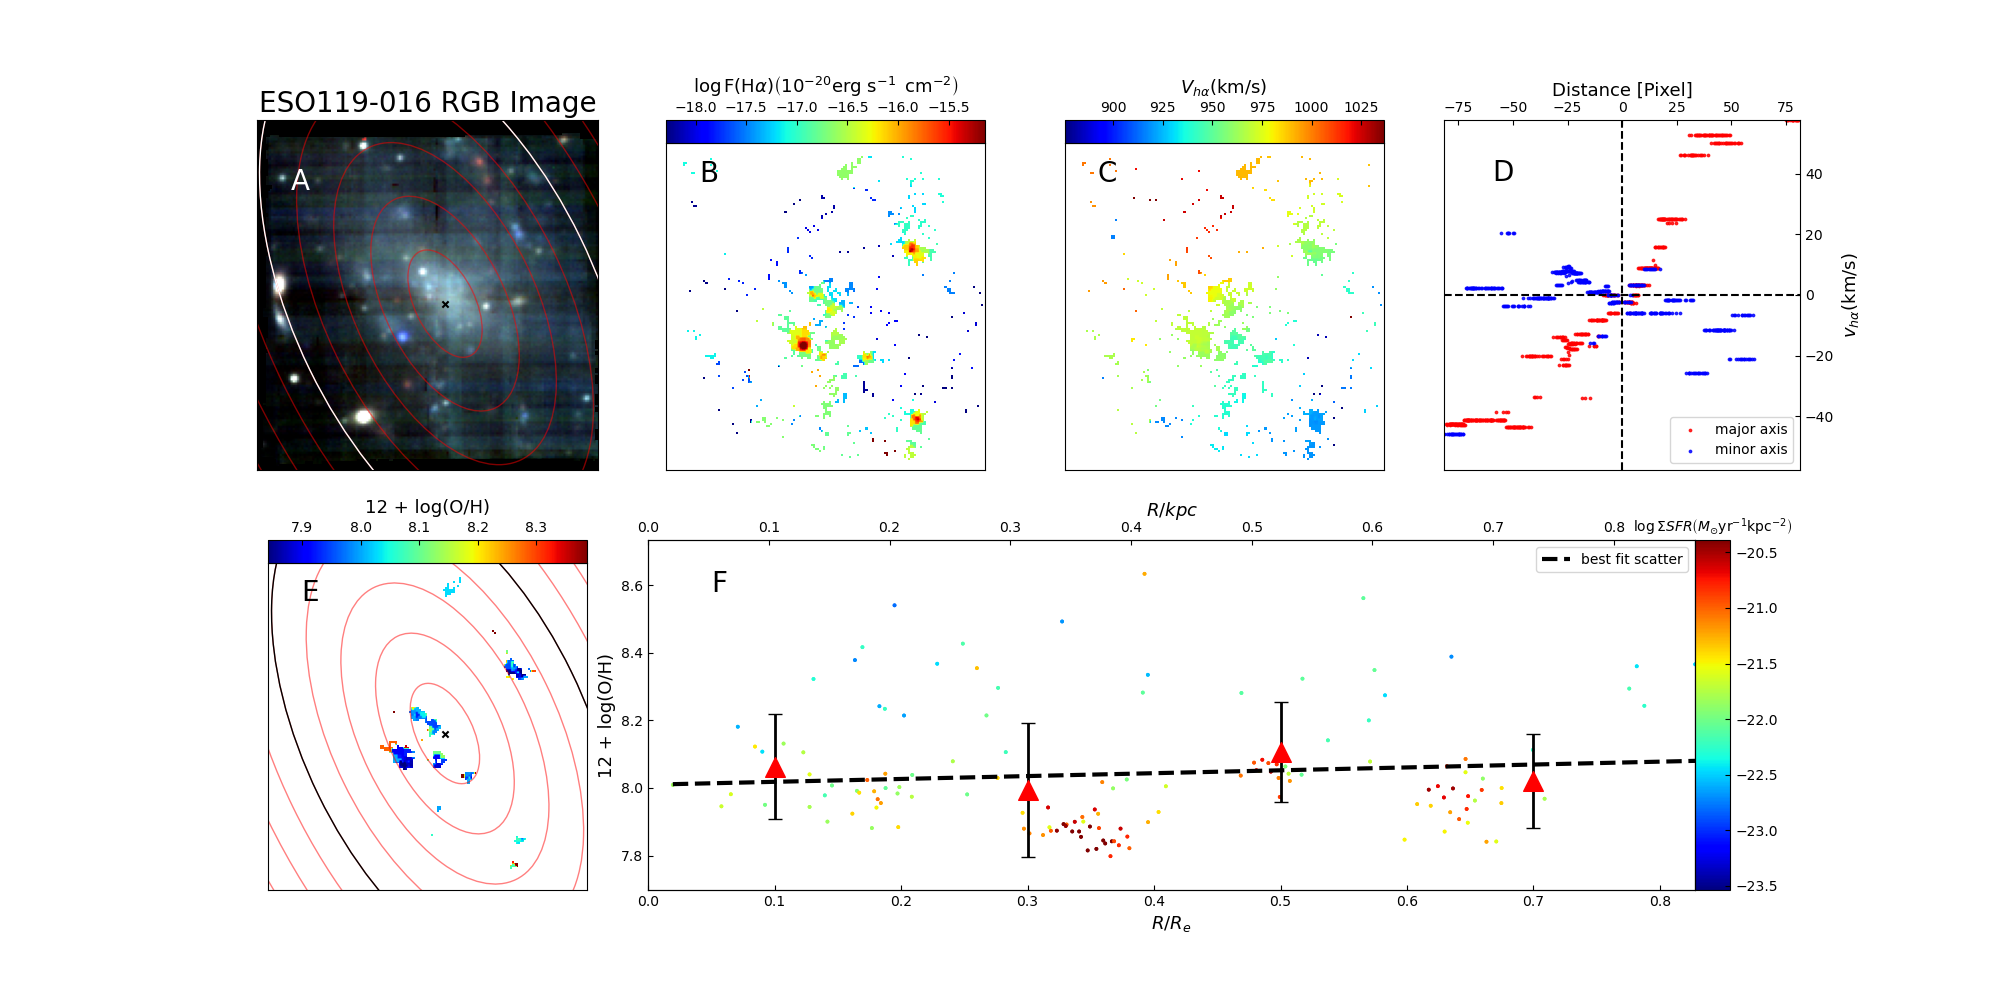 ESO119-016 RGB Image
A
log F(Hα)(10⁻²⁰erg s⁻¹ cm⁻²)
−18.0 −17.5 −17.0 −16.5 −16.0 −15.5
B
V_hα(km/s)
900 925 950 975 1000 1025
C
Distance [Pixel]
−75 −50 −25 0 25 50 75
D
40
20
0
−20
−40
v_hα(km/s)
major axis
minor axis
12 + log(O/H)
7.9 8.0 8.1 8.2 8.3
E
R/kpc
0.0 0.1 0.2 0.3 0.4 0.5 0.6 0.7 0.8
log ΣSFR(M_⊙yr⁻¹kpc⁻²)
F
best fit scatter
12 + log(O/H)
8.6
8.4
8.2
8.0
7.8
0.0 0.1 0.2 0.3 0.4 0.5 0.6 0.7 0.8
R/R_e
−20.5
−21.0
−21.5
−22.0
−22.5
−23.0
−23.5